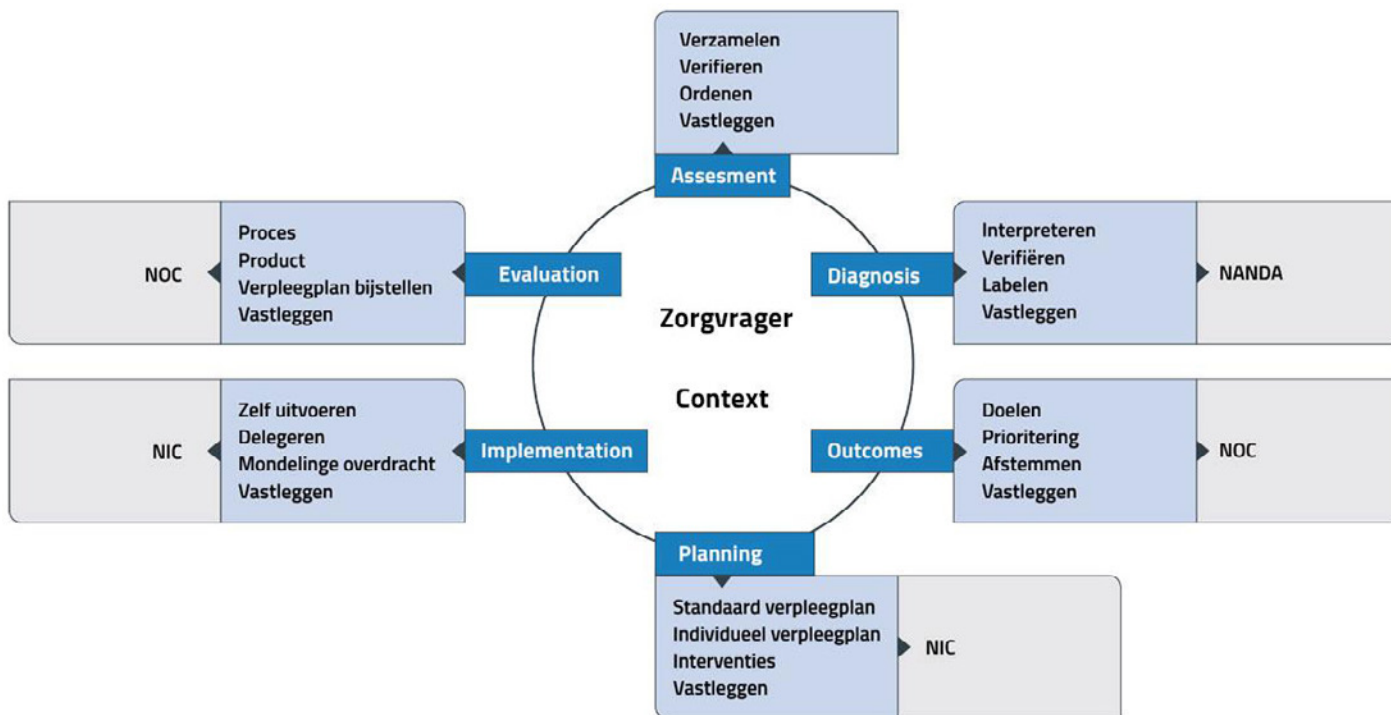 Verzamelen
Verifieren
Ordenen
Vastleggen
Assesment
Interpreteren
Verifiëren
Labelen
Vastleggen
Diagnosis
NANDA
Doelen
Prioritering
Afstemmen
Vastleggen
Outcomes
NOC
Planning
Standaard verpleegplan
Individueel verpleegplan
Interventies
Vastleggen
NIC
Implementation
Zelf uitvoeren
Delegeren
Mondelinge overdracht
Vastleggen
NIC
Evaluation
Proces
Product
Verpleegplan bijstellen
Vastleggen
NOC
Zorgvrager
Context